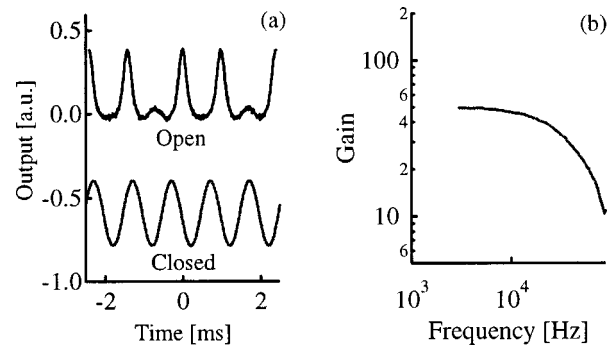 (a)
Output [a.u.]
0.5
0.0
-0.5
-1.0
Open
Closed
-2
0
2
Time [ms]
(b)
Gain
2
100
6
4
2
10
6
10³
10⁴
Frequency [Hz]